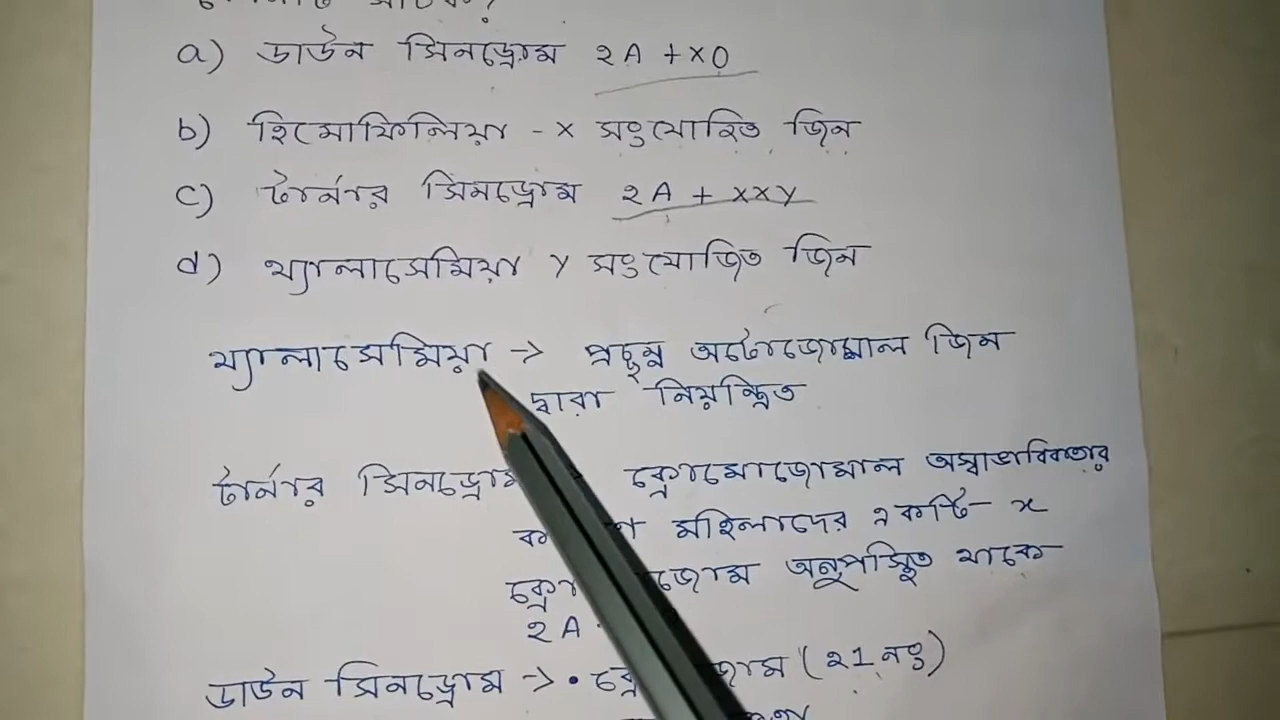 a) ডাউন সিনড্রোম ২A + XO
b) হিমোফিলিয়া - X সংযোজিত জিন
c) টার্নার সিনড্রোম ২A + XXY
d) থ্যালাসেমিয়া Y সংযোজিত জিন
থ্যালাসেমিয়া → প্রচ্ছন্ন অটোজোমাল জিন
দ্বারা নিয়ন্ত্রিত
টার্নার সিনড্রোম ক্রোমোজোমাল অস্বাভাবিকতার
মহিলাদের একটি x
অনুপস্থিত থাকে
২A
ডাউন সিনড্রোম → • (২1 নং)